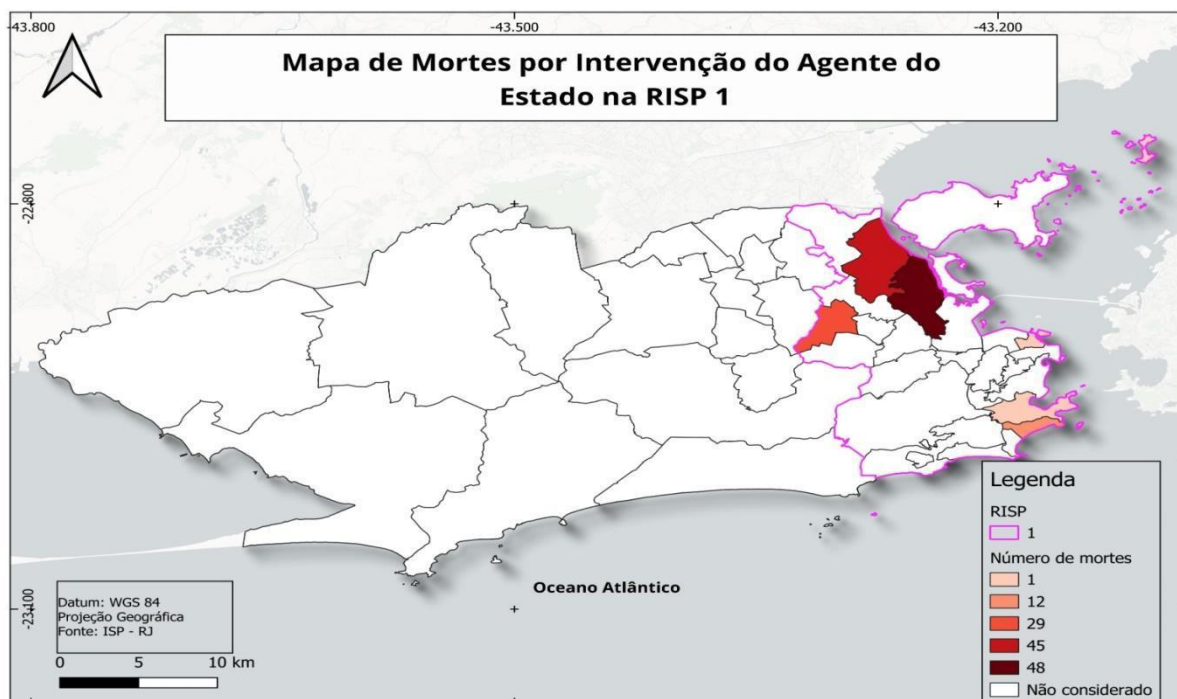 -43.800
-43.500
-43.200
Mapa de Mortes por Intervenção do Agente do
Estado na RISP 1
-22.800
-23.100
Oceano Atlântico
Datum: WGS 84
Projeção Geográfica
Fonte: ISP - RJ
0 5 10 km
Legenda
RISP
1
Número de mortes
1
12
29
45
48
Não considerado